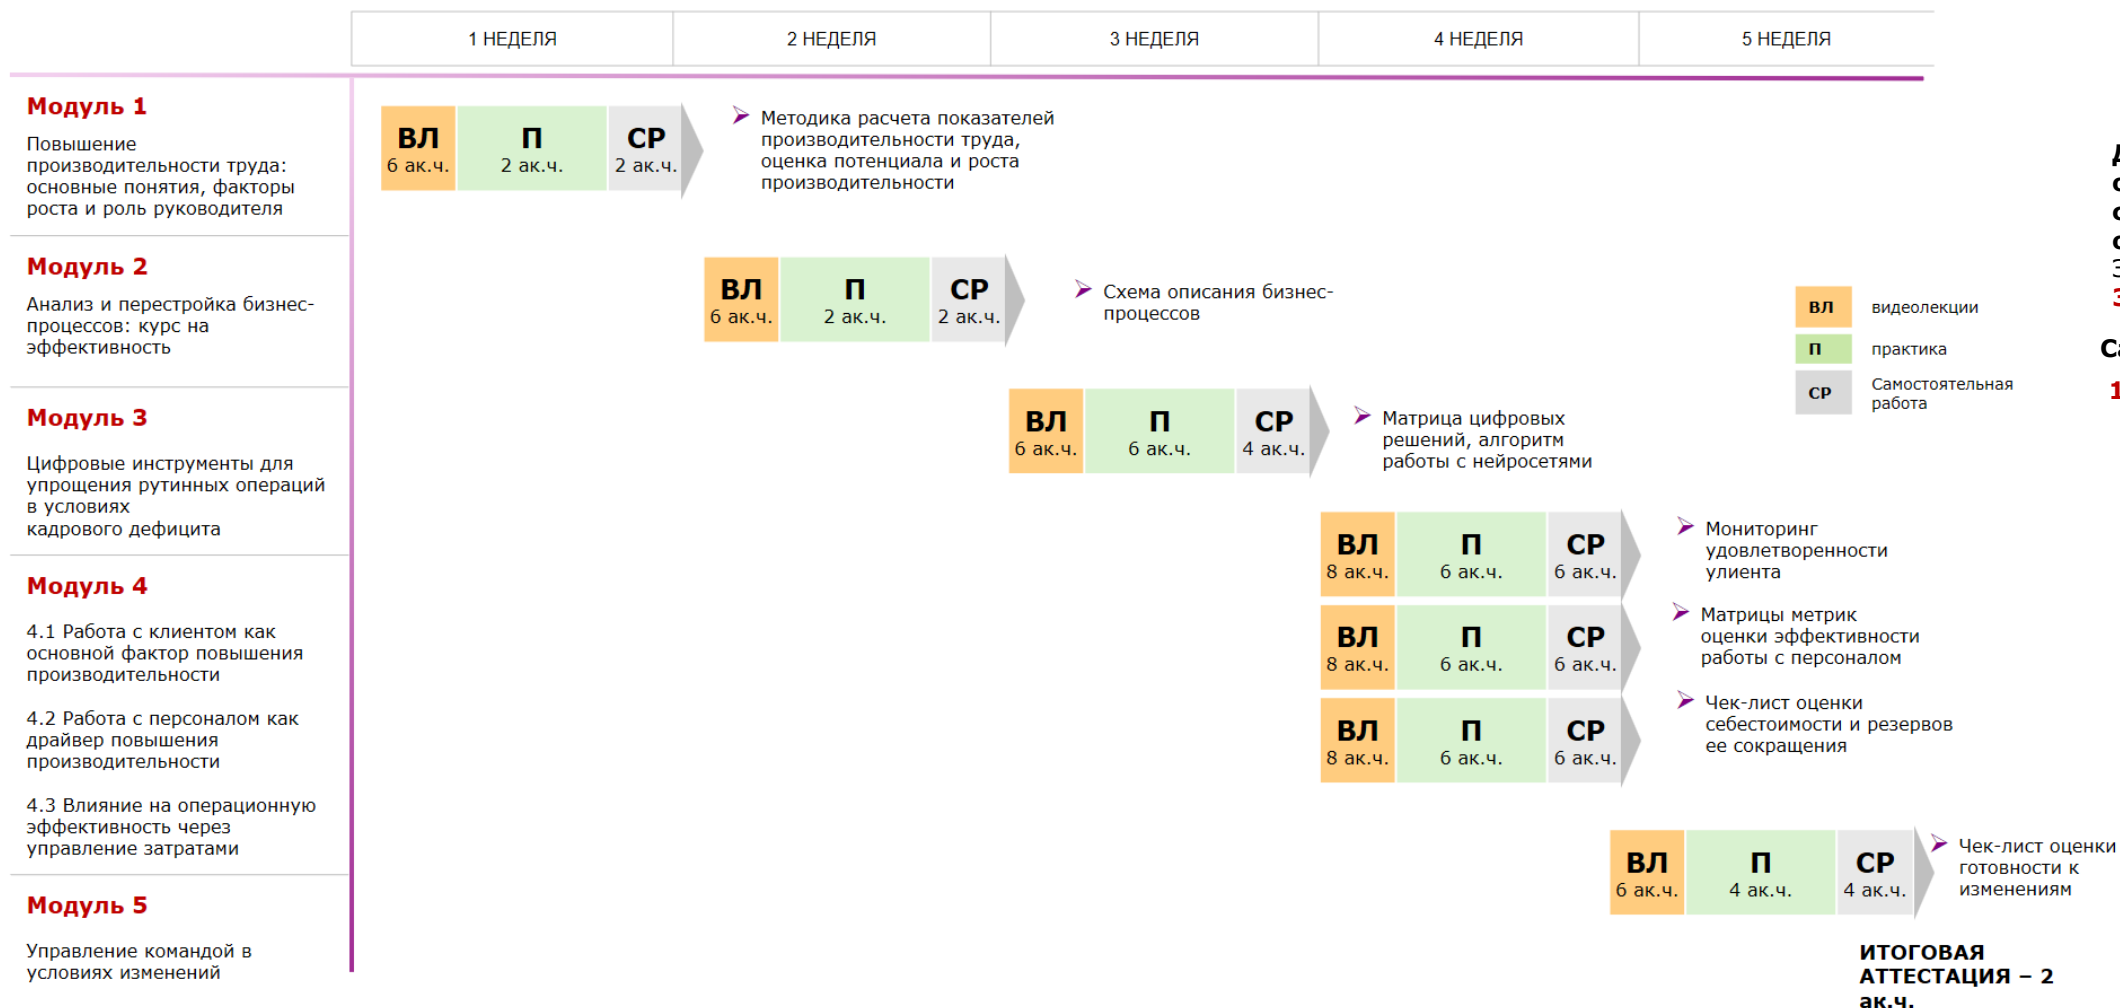 1 НЕДЕЛЯ
2 НЕДЕЛЯ
3 НЕДЕЛЯ
4 НЕДЕЛЯ
5 НЕДЕЛЯ
Модуль 1
Повышение
производительности труда:
основные понятия, факторы
роста и роль руководителя
ВЛ
6 ак.ч.
П
2 ак.ч.
СР
2 ак.ч.
Методика расчета показателей
производительности труда,
оценка потенциала и роста
производительности
Модуль 2
Анализ и перестройка бизнес-
процессов: курс на
эффективность
ВЛ
6 ак.ч.
П
2 ак.ч.
СР
2 ак.ч.
Схема описания бизнес-
процессов
ВЛ
видеолекции
П
практика
СР
Самостоятельная
работа
Модуль 3
Цифровые инструменты для
упрощения рутинных операций
в условиях
кадрового дефицита
ВЛ
6 ак.ч.
П
6 ак.ч.
СР
4 ак.ч.
Матрица цифровых
решений, алгоритм
работы с нейросетями
Модуль 4
4.1 Работа с клиентом как
основной фактор повышения
производительности
4.2 Работа с персоналом как
драйвер повышения
производительности
4.3 Влияние на операционную
эффективность через
управление затратами
ВЛ
8 ак.ч.
П
6 ак.ч.
СР
6 ак.ч.
Мониторинг
удовлетворенности
улиента
ВЛ
8 ак.ч.
П
6 ак.ч.
СР
6 ак.ч.
Матрицы метрик
оценки эффективности
работы с персоналом
ВЛ
8 ак.ч.
П
6 ак.ч.
СР
6 ак.ч.
Чек-лист оценки
себестоимости и резервов
ее сокращения
Модуль 5
Управление командой в
условиях изменений
ВЛ
6 ак.ч.
П
4 ак.ч.
СР
4 ак.ч.
Чек-лист оценки
готовности к
изменениям
ИТОГОВАЯ
АТТЕСТАЦИЯ – 2
ак.ч.